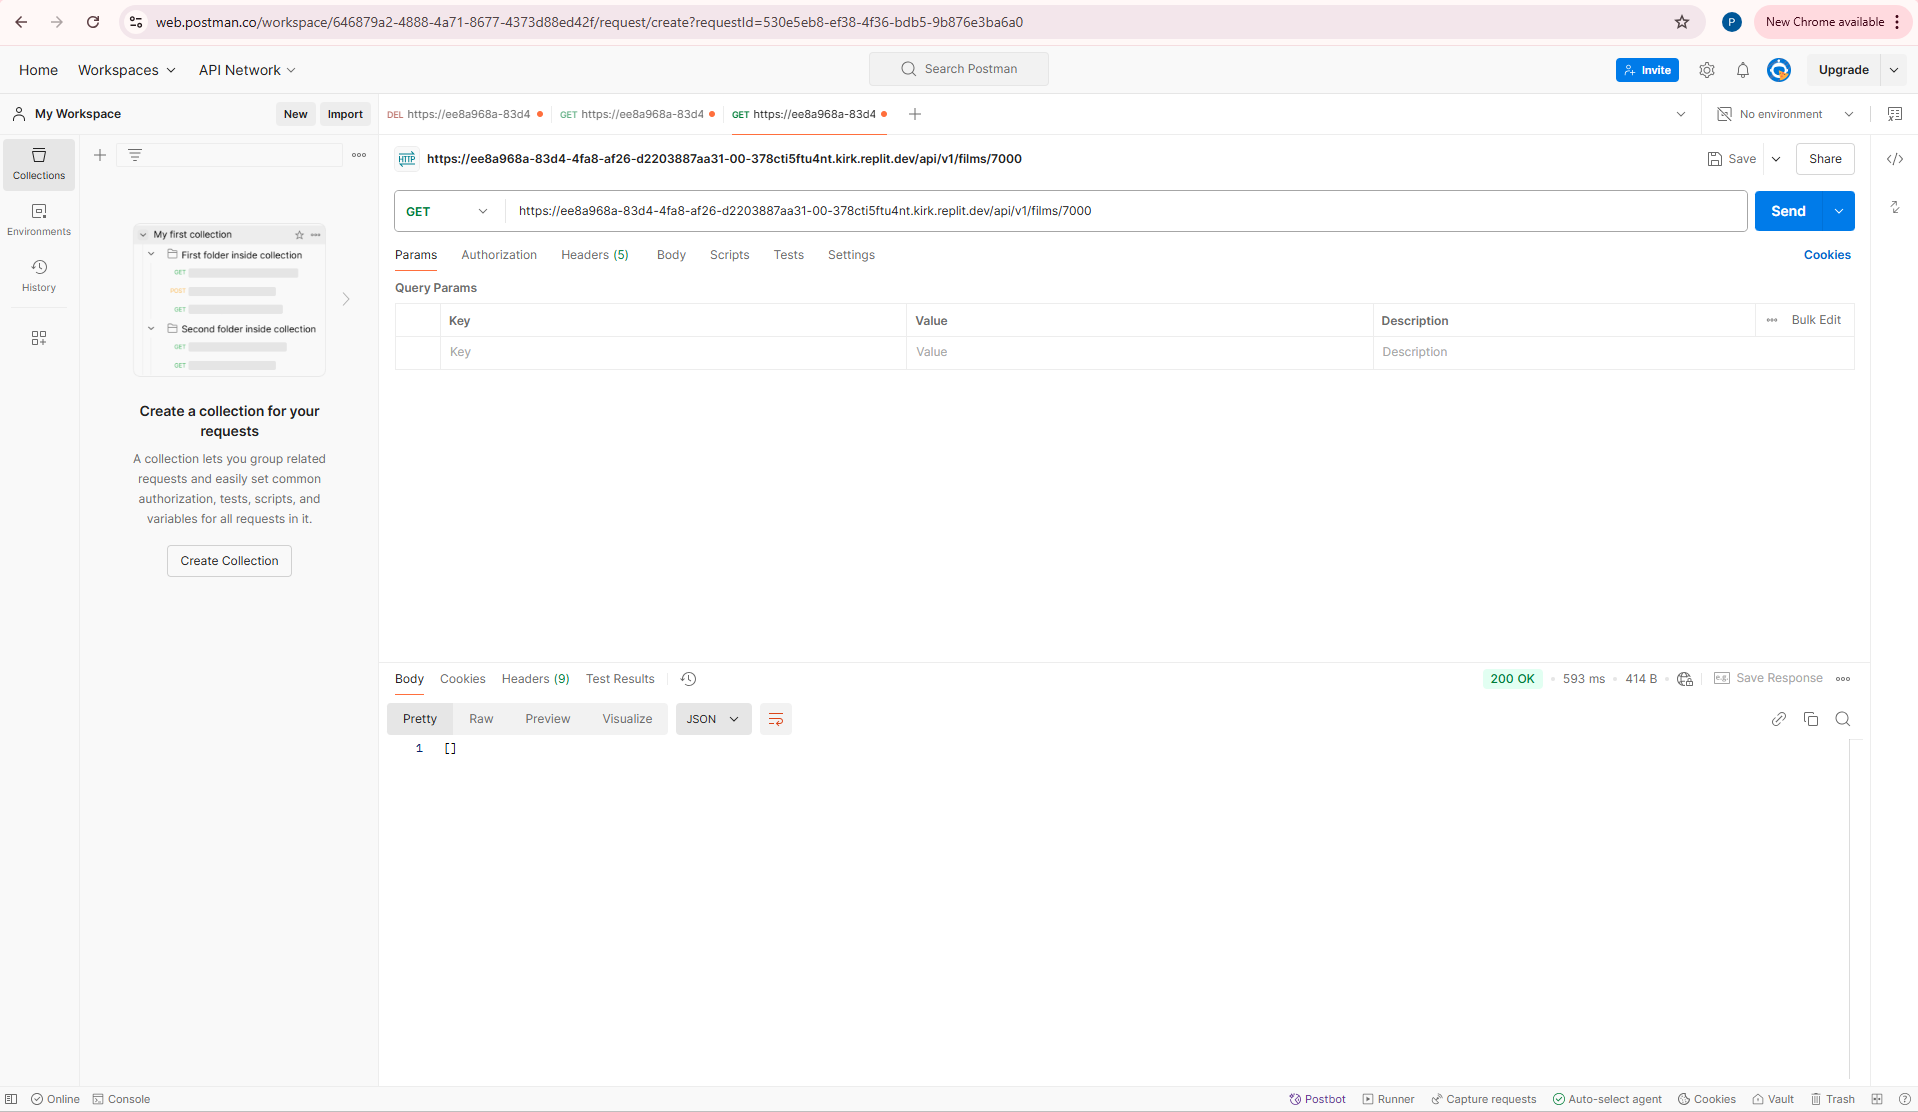 web.postman.co/workspace/646879a2-4888-4a71-8677-4373d88ed42f/request/create?requestId=530e5eb8-ef38-4f36-bdb5-9b876e3ba6a0
P
New Chrome available
Home
Workspaces
API Network
Search Postman
Invite
Upgrade
My Workspace
New
Import
DEL https://ee8a968a-83d4
GET https://ee8a968a-83d4
GET https://ee8a968a-83d4
No environment
Collections
Environments
History
HTTP
https://ee8a968a-83d4-4fa8-af26-d2203887aa31-00-378cti5ftu4nt.kirk.replit.dev/api/v1/films/7000
Save
Share
GET
https://ee8a968a-83d4-4fa8-af26-d2203887aa31-00-378cti5ftu4nt.kirk.replit.dev/api/v1/films/7000
Send
Params
Authorization
Headers (5)
Body
Scripts
Tests
Settings
Cookies
Query Params
Key
Value
Description
Bulk Edit
Key
Value
Description
My first collection
First folder inside collection
GET
POST
GET
Second folder inside collection
GET
GET
Create a collection for your
requests
A collection lets you group related
requests and easily set common
authorization, tests, scripts, and
variables for all requests in it.
Create Collection
Body
Cookies
Headers (9)
Test Results
200 OK
593 ms
414 B
e.g.
Save Response
Pretty
Raw
Preview
Visualize
JSON
1 []
Online
Console
Postbot
Runner
Capture requests
Auto-select agent
Cookies
Vault
Trash